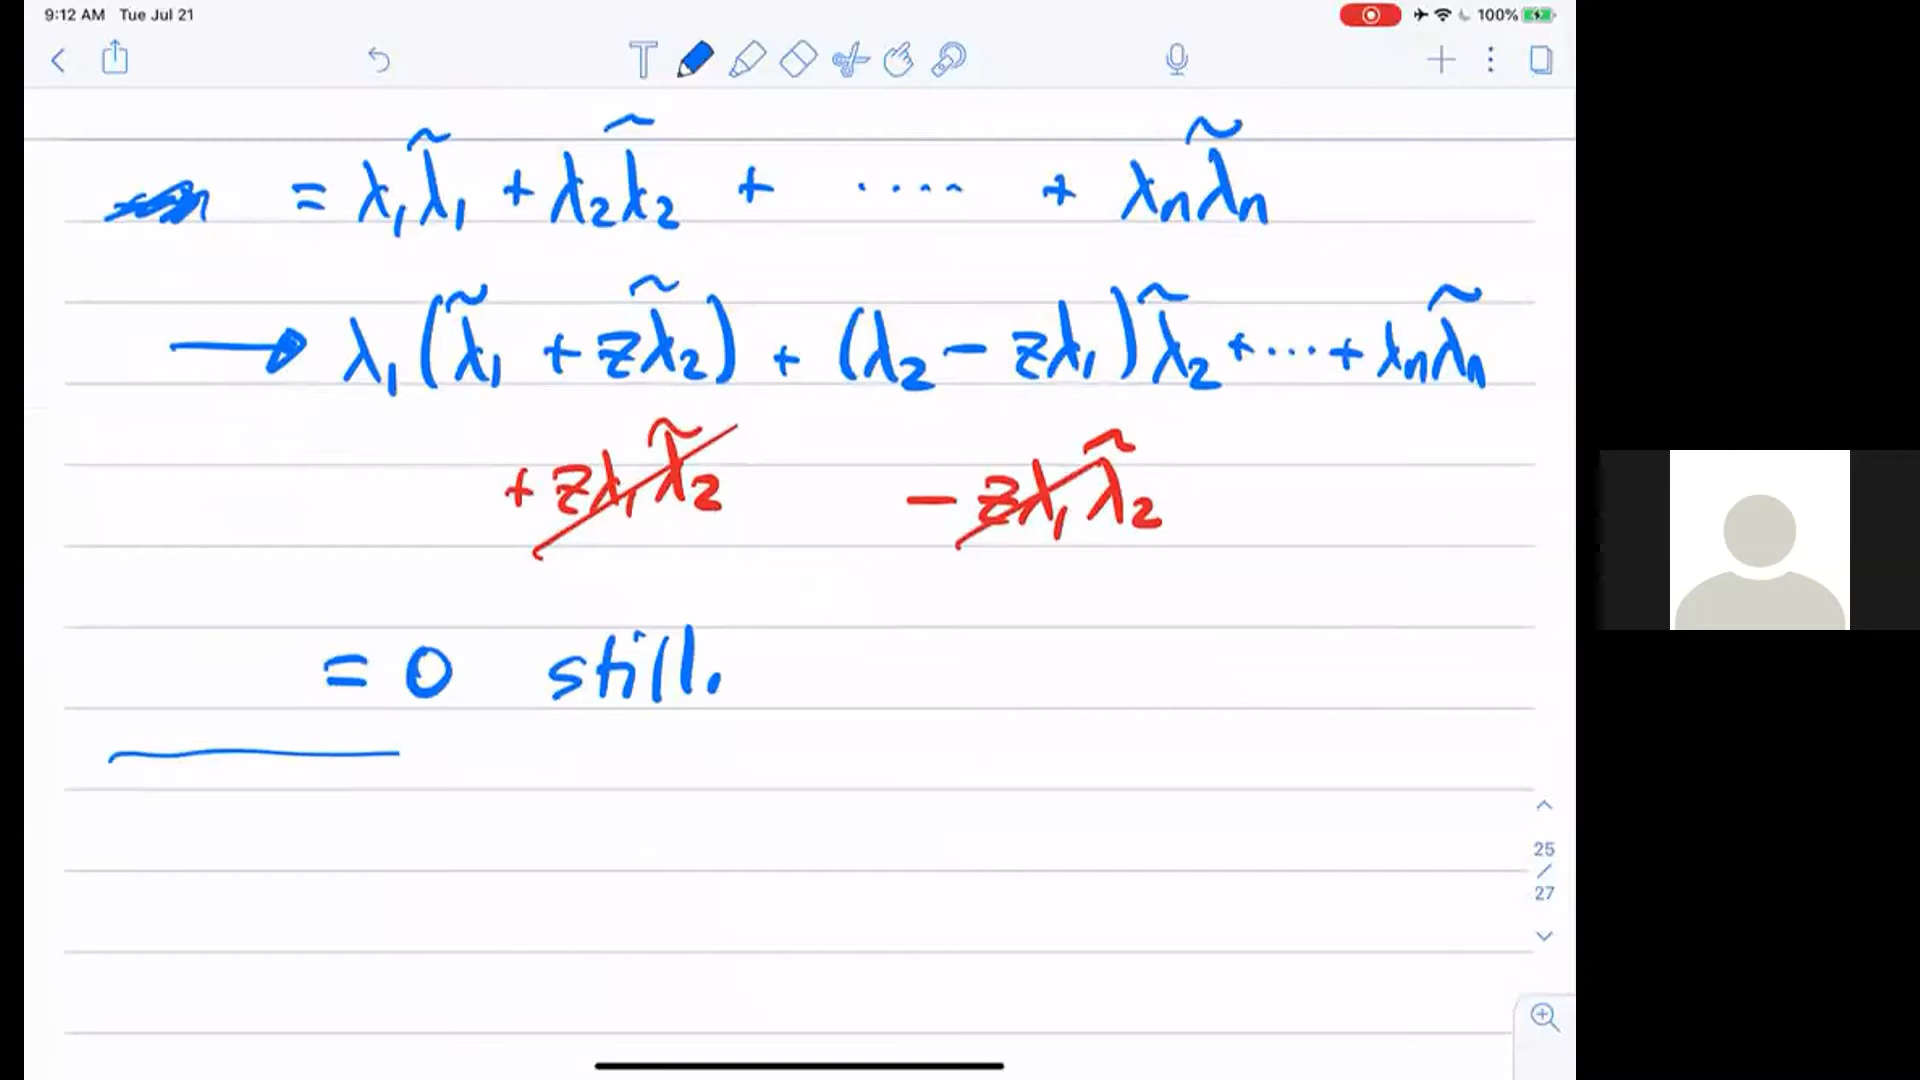 9:12 AM Tue Jul 21
100%
T
= λ₁λ̃₁ + λ₂λ̃₂ + ···· + λₙλ̃ₙ
→ λ₁(λ̃₁ + zλ̃₂) + (λ₂ − zλ₁)λ̃₂ + ··· + λₙλ̃ₙ
+ zλ₁λ̃₂ − zλ₁λ̃₂
= 0 still.
25
/
27